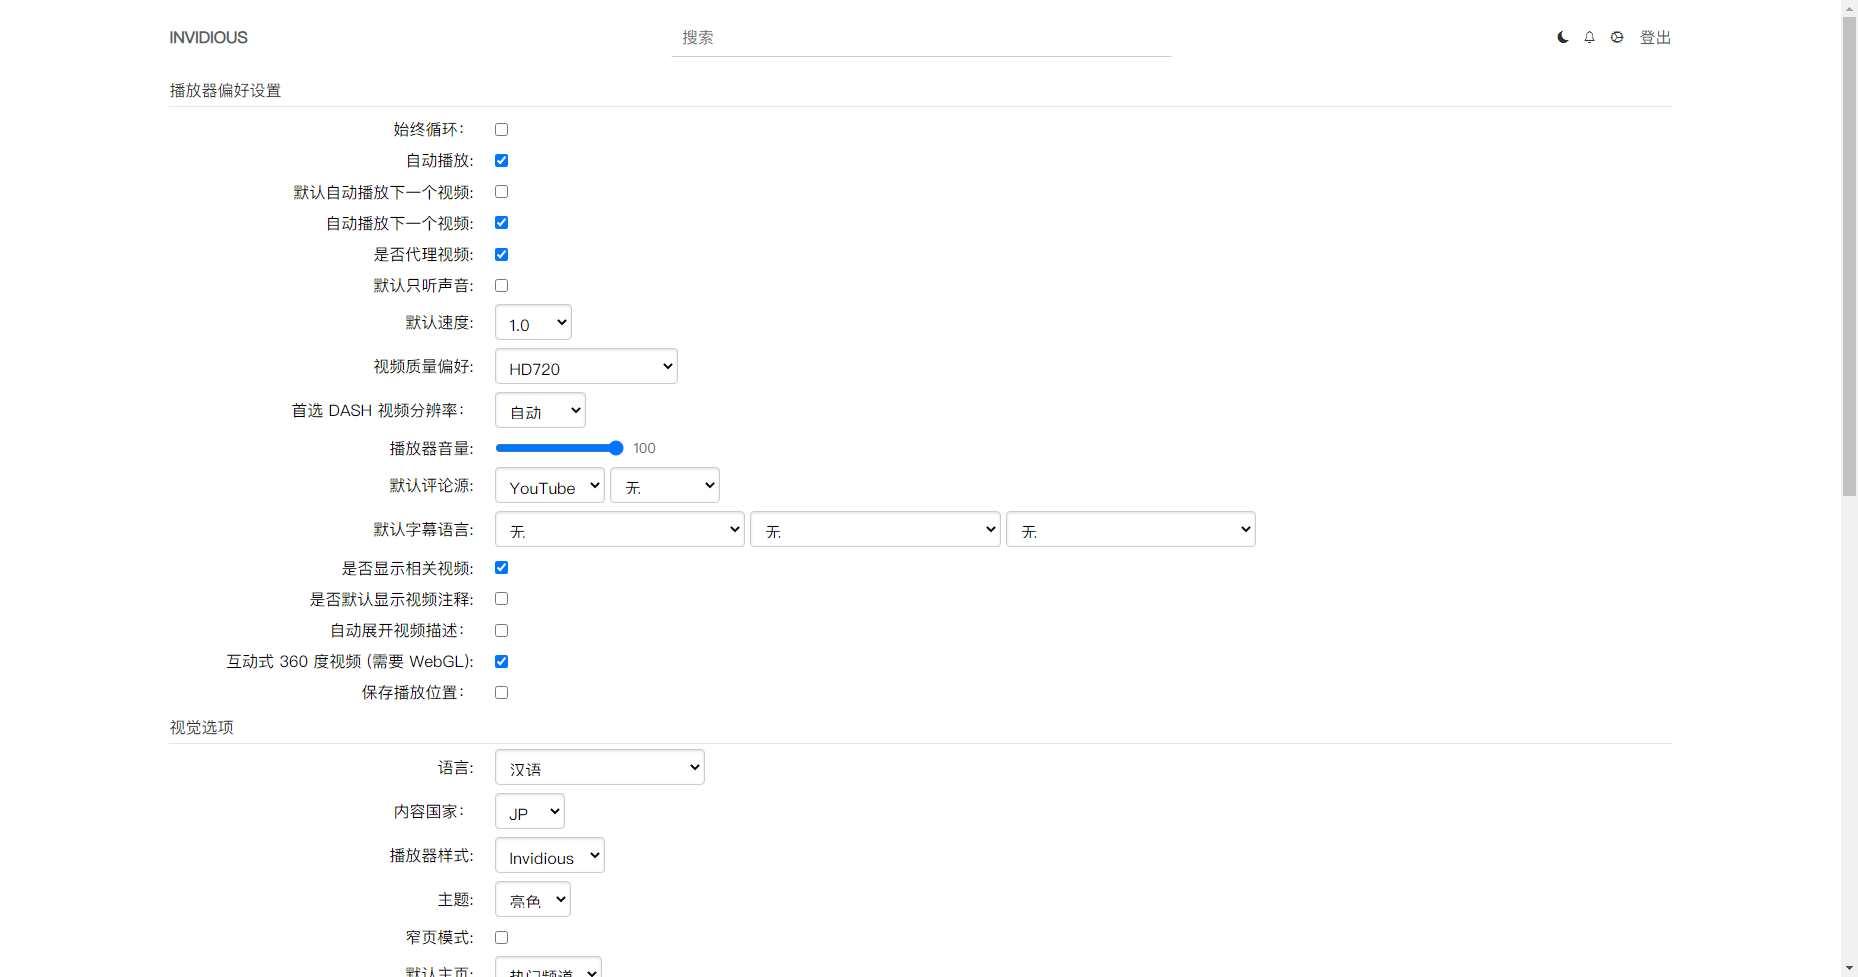 INVIDIOUS 搜索 登出
播放器偏好设置
始终循环：
自动播放:
默认自动播放下一个视频:
自动播放下一个视频:
是否代理视频:
默认只听声音:
默认速度: 1.0
视频质量偏好: HD720
首选 DASH 视频分辨率： 自动
播放器音量: 100
默认评论源: YouTube 无
默认字幕语言: 无 无 无
是否显示相关视频:
是否默认显示视频注释:
自动展开视频描述：
互动式 360 度视频 (需要 WebGL):
保存播放位置：
视觉选项
语言: 汉语
内容国家： JP
播放器样式: Invidious
主题: 亮色
窄页模式:
默认主页: 热门频道